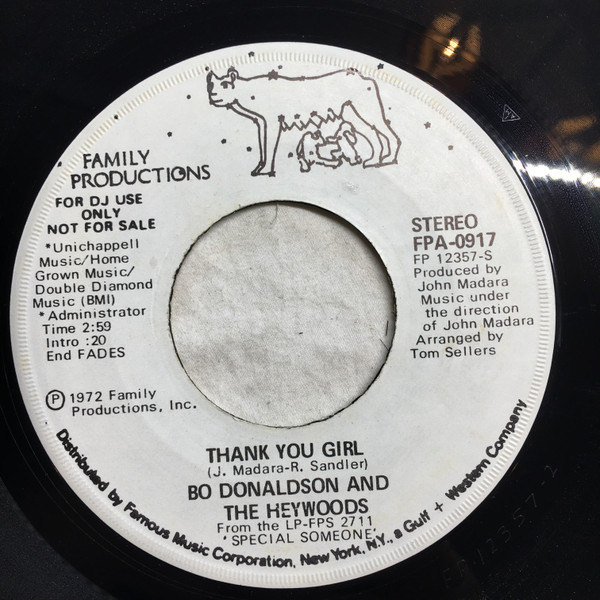 FAMILY
PRODUCTIONS
FOR DJ USE
ONLY
NOT FOR SALE
*Unichappell
Music/Home
Grown Music/
Double Diamond
Music (BMI)
*Administrator
Time 2:59
Intro :20
End FADES
STEREO
FPA-0917
FP 12357-S
Produced by
John Madara
Music under
the direction
of John Madara
Arranged by
Tom Sellers
Ⓟ 1972 Family
Productions, Inc.
THANK YOU GIRL
(J. Madara-R. Sandler)
BO DONALDSON AND
THE HEYWOODS
From the LP-FPS 2711
'SPECIAL SOMEONE'
Distributed by Famous Music Corporation, New York, N.Y., a Gulf + Western Company